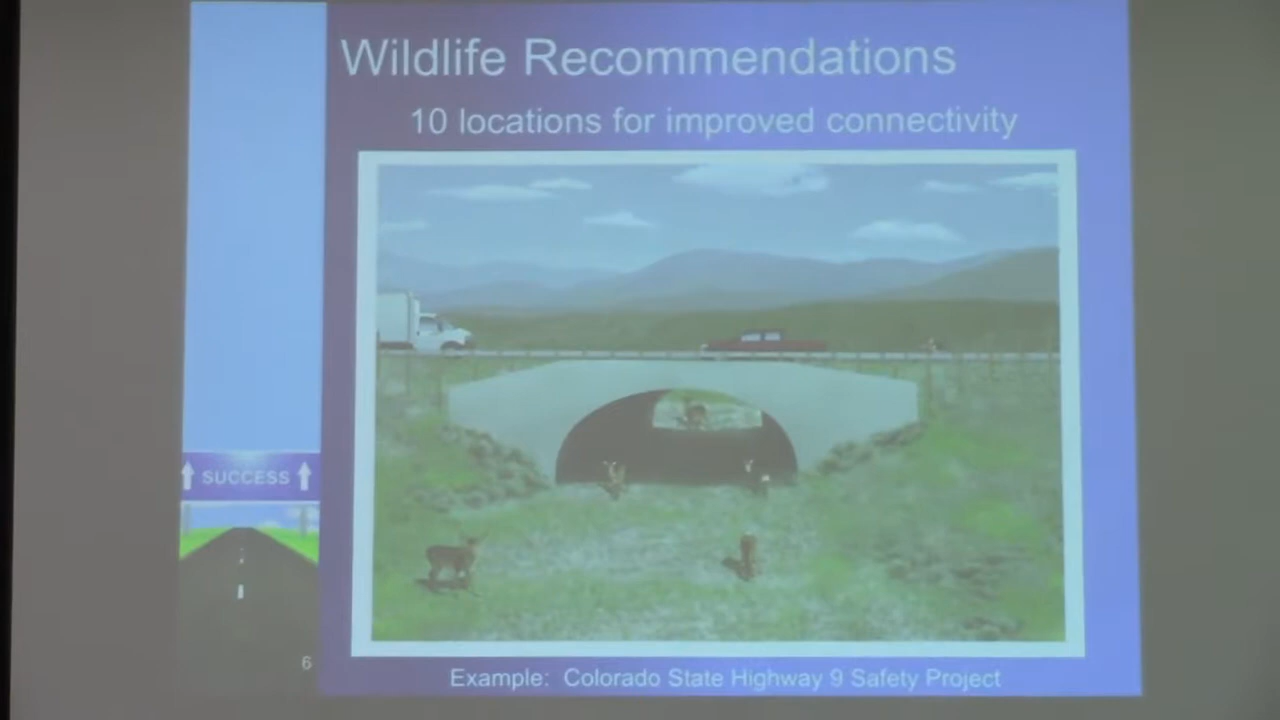 Wildlife Recommendations
10 locations for improved connectivity
SUCCESS
6
Example: Colorado State Highway 9 Safety Project